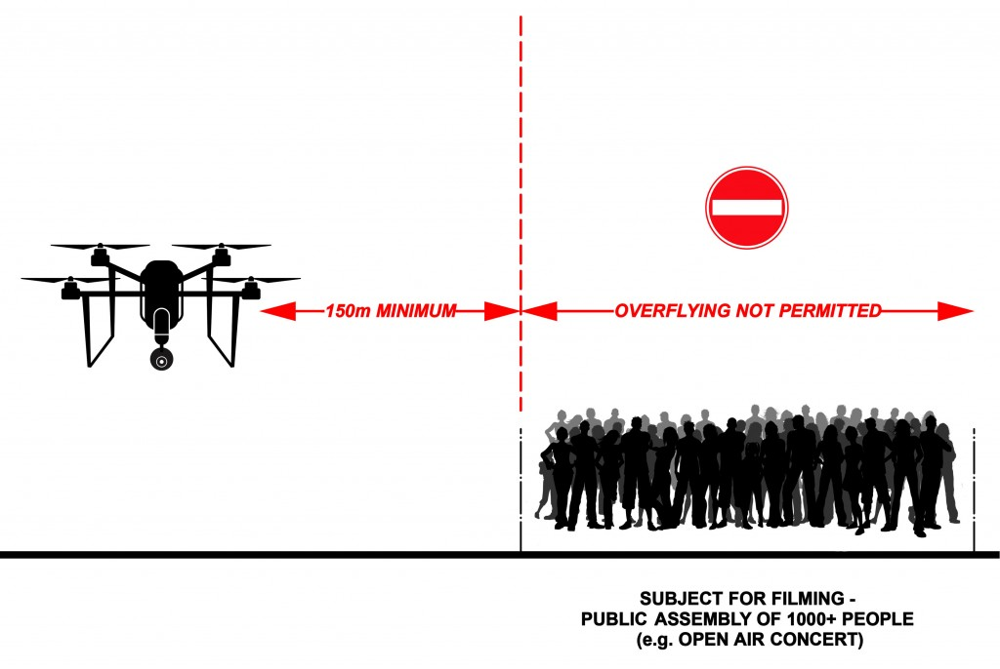 150m MINIMUM
OVERFLYING NOT PERMITTED
SUBJECT FOR FILMING -
PUBLIC ASSEMBLY OF 1000+ PEOPLE
(e.g. OPEN AIR CONCERT)